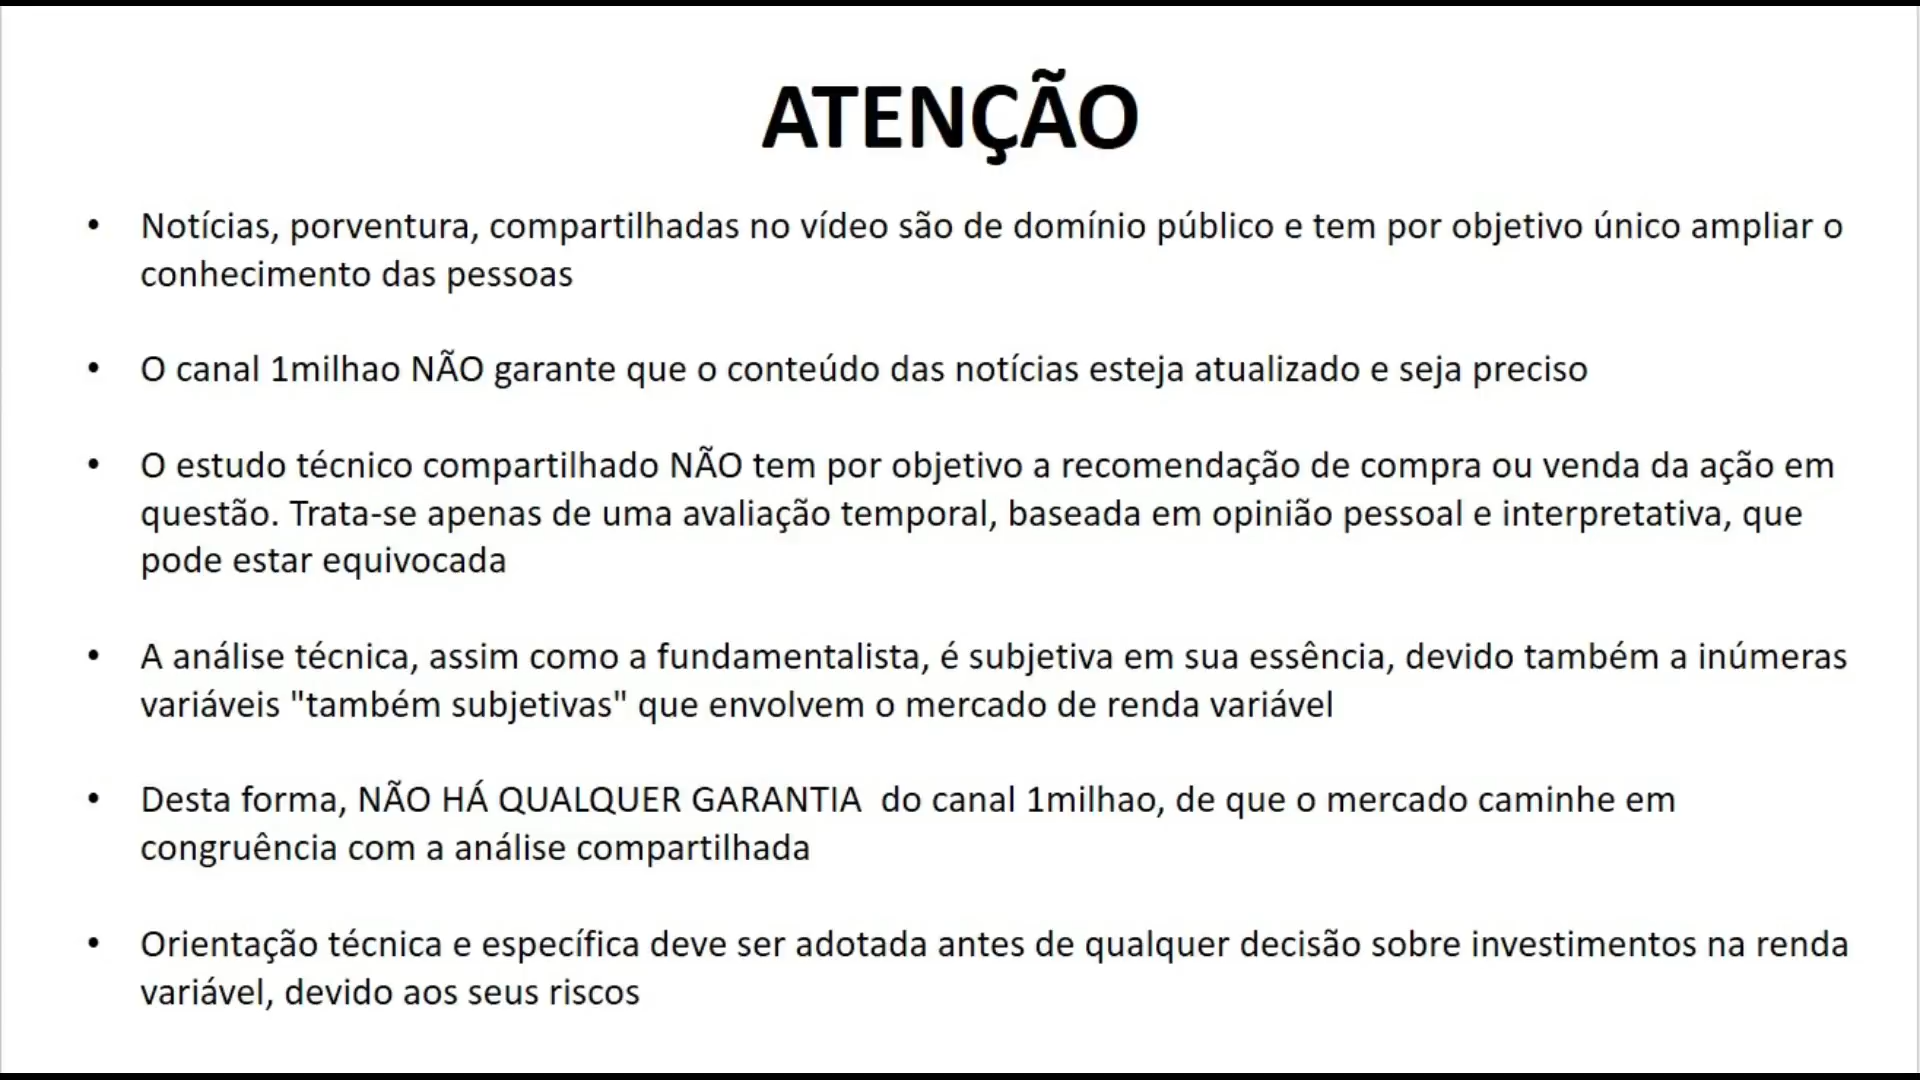 ATENÇÃO
• Notícias, porventura, compartilhadas no vídeo são de domínio público e tem por objetivo único ampliar o
conhecimento das pessoas
• O canal 1milhao NÃO garante que o conteúdo das notícias esteja atualizado e seja preciso
• O estudo técnico compartilhado NÃO tem por objetivo a recomendação de compra ou venda da ação em
questão. Trata-se apenas de uma avaliação temporal, baseada em opinião pessoal e interpretativa, que
pode estar equivocada
• A análise técnica, assim como a fundamentalista, é subjetiva em sua essência, devido também a inúmeras
variáveis "também subjetivas" que envolvem o mercado de renda variável
• Desta forma, NÃO HÁ QUALQUER GARANTIA  do canal 1milhao, de que o mercado caminhe em
congruência com a análise compartilhada
• Orientação técnica e específica deve ser adotada antes de qualquer decisão sobre investimentos na renda
variável, devido aos seus riscos